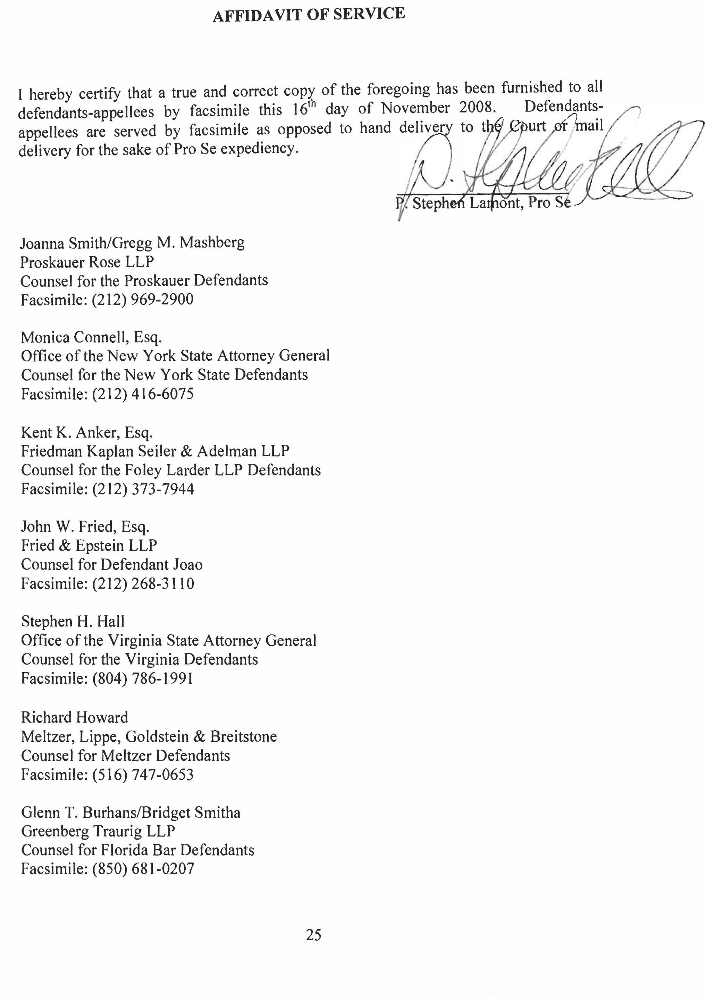 AFFIDAVIT OF SERVICE
I hereby certify that a true and correct copy of the foregoing has been furnished to all
defendants-appellees by facsimile this 16th day of November 2008. Defendants-
appellees are served by facsimile as opposed to hand delivery to the Court or mail
delivery for the sake of Pro Se expediency.
P. Stephen Lamont, Pro Se
Joanna Smith/Gregg M. Mashberg
Proskauer Rose LLP
Counsel for the Proskauer Defendants
Facsimile: (212) 969-2900
Monica Connell, Esq.
Office of the New York State Attorney General
Counsel for the New York State Defendants
Facsimile: (212) 416-6075
Kent K. Anker, Esq.
Friedman Kaplan Seiler & Adelman LLP
Counsel for the Foley Larder LLP Defendants
Facsimile: (212) 373-7944
John W. Fried, Esq.
Fried & Epstein LLP
Counsel for Defendant Joao
Facsimile: (212) 268-3110
Stephen H. Hall
Office of the Virginia State Attorney General
Counsel for the Virginia Defendants
Facsimile: (804) 786-1991
Richard Howard
Meltzer, Lippe, Goldstein & Breitstone
Counsel for Meltzer Defendants
Facsimile: (516) 747-0653
Glenn T. Burhans/Bridget Smitha
Greenberg Traurig LLP
Counsel for Florida Bar Defendants
Facsimile: (850) 681-0207
25